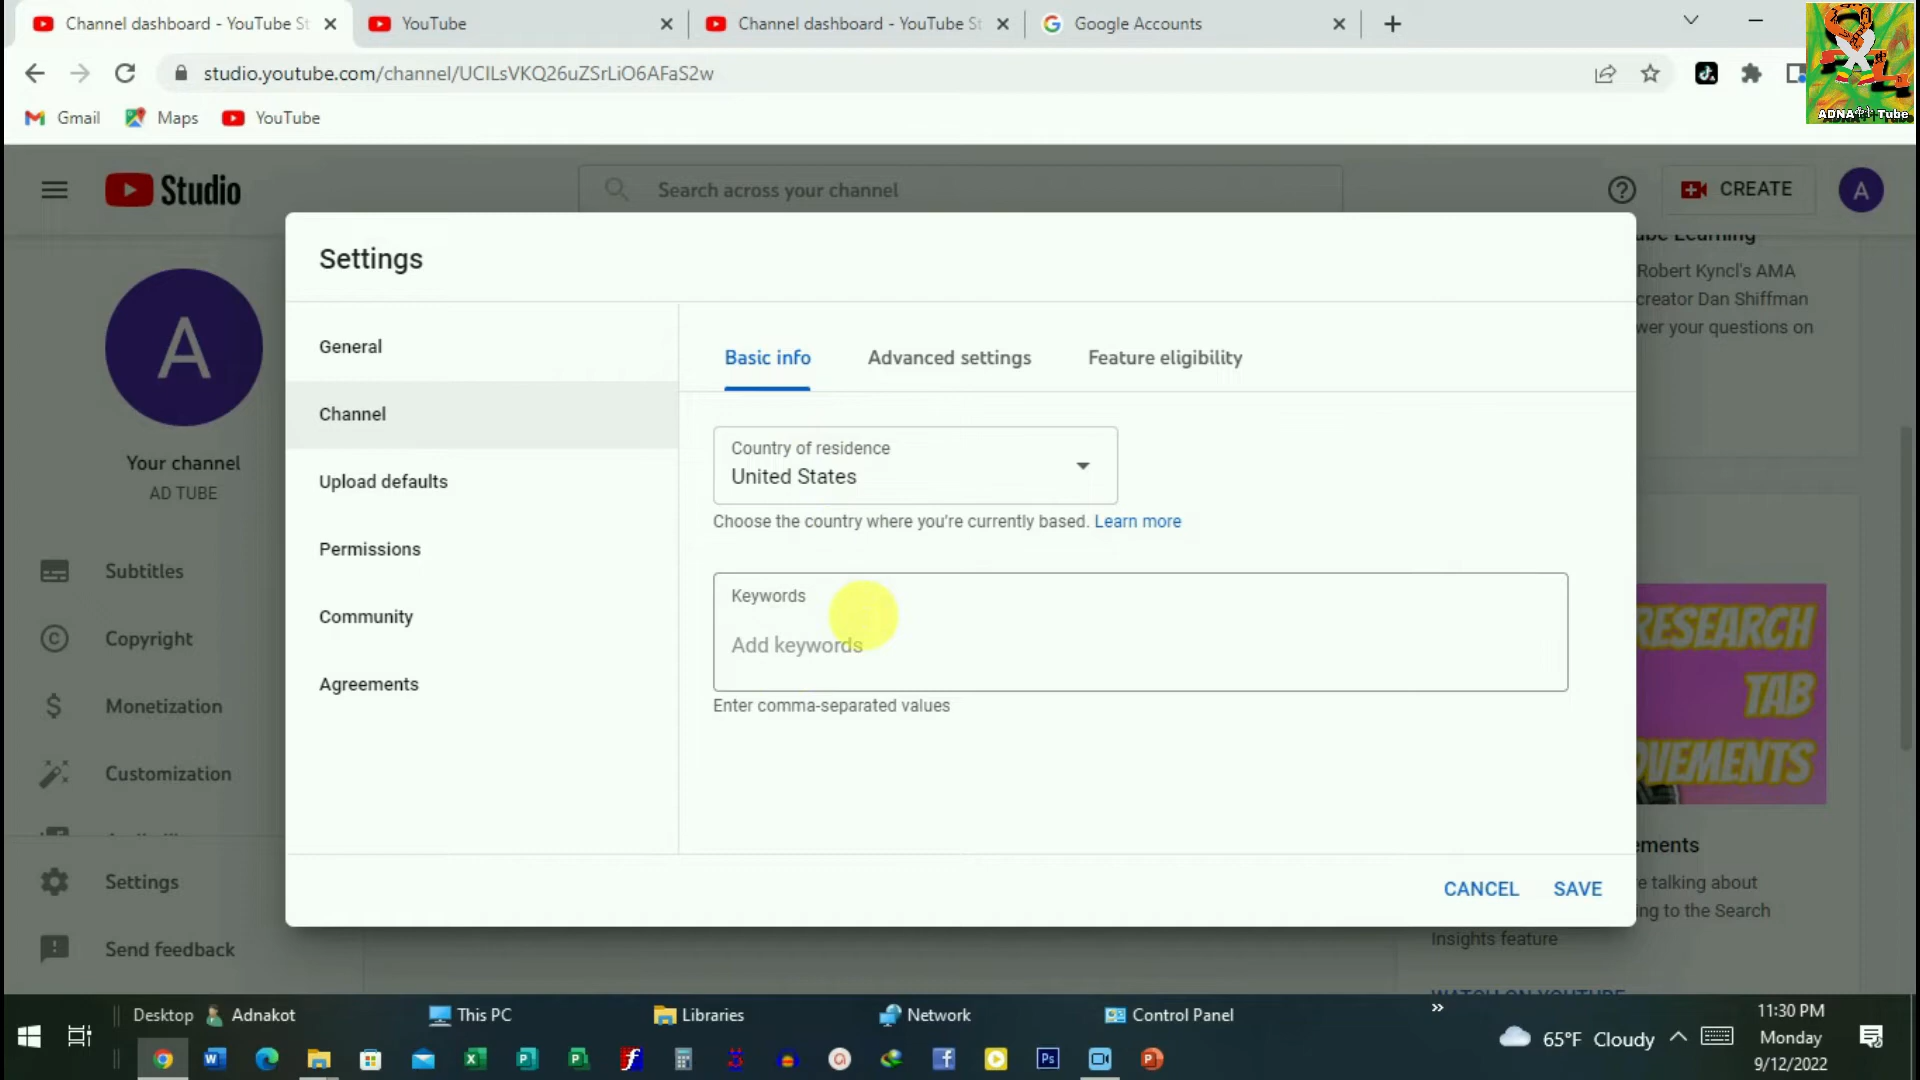 Channel dashboard - YouTube St
YouTube
Channel dashboard - YouTube St
Google Accounts
studio.youtube.com/channel/UCILsVKQ26uZSrLiO6AFaS2w
Gmail
Maps
YouTube
Tube
Studio
Search across your channel
CREATE
A
Settings
Robert Kyncl's AMA
creator Dan Shiffman
wer your questions on
A
Your channel
AD TUBE
General
Channel
Upload defaults
Permissions
Community
Agreements
Basic info
Advanced settings
Feature eligibility
Country of residence
United States
Choose the country where you're currently based. Learn more
Keywords
Add keywords
Enter comma-separated values
Subtitles
Copyright
Monetization
Customization
Settings
Send feedback
RESEARCH
TAB
OVEMENTS
ements
e talking about
ing to the Search
Insights feature
CANCEL
SAVE
Desktop
Adnakot
This PC
Libraries
Network
Control Panel
65°F Cloudy
11:30 PM
Monday
9/12/2022